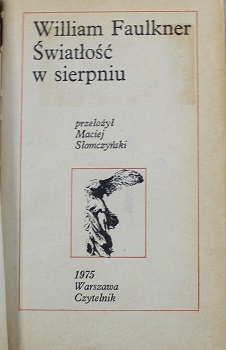 William Faulkner
Światłość
w sierpniu
przełożył
Maciej
Słomczyński
1975
Warszawa
Czytelnik